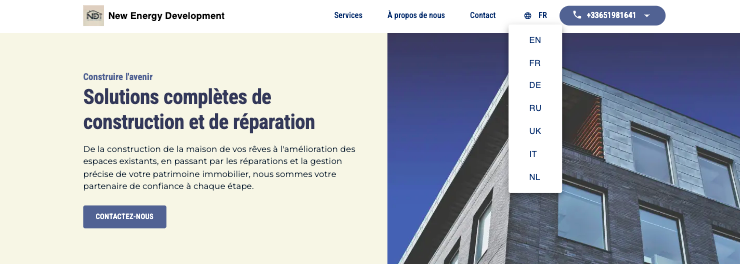 NDT New Energy Development
Services
À propos de nous
Contact
FR
+33651981641
EN
FR
DE
RU
UK
IT
NL
Construire l'avenir
Solutions complètes de
construction et de réparation
De la construction de la maison de vos rêves à l'amélioration des
espaces existants, en passant par les réparations et la gestion
précise de votre patrimoine immobilier, nous sommes votre
partenaire de confiance à chaque étape.
CONTACTEZ-NOUS